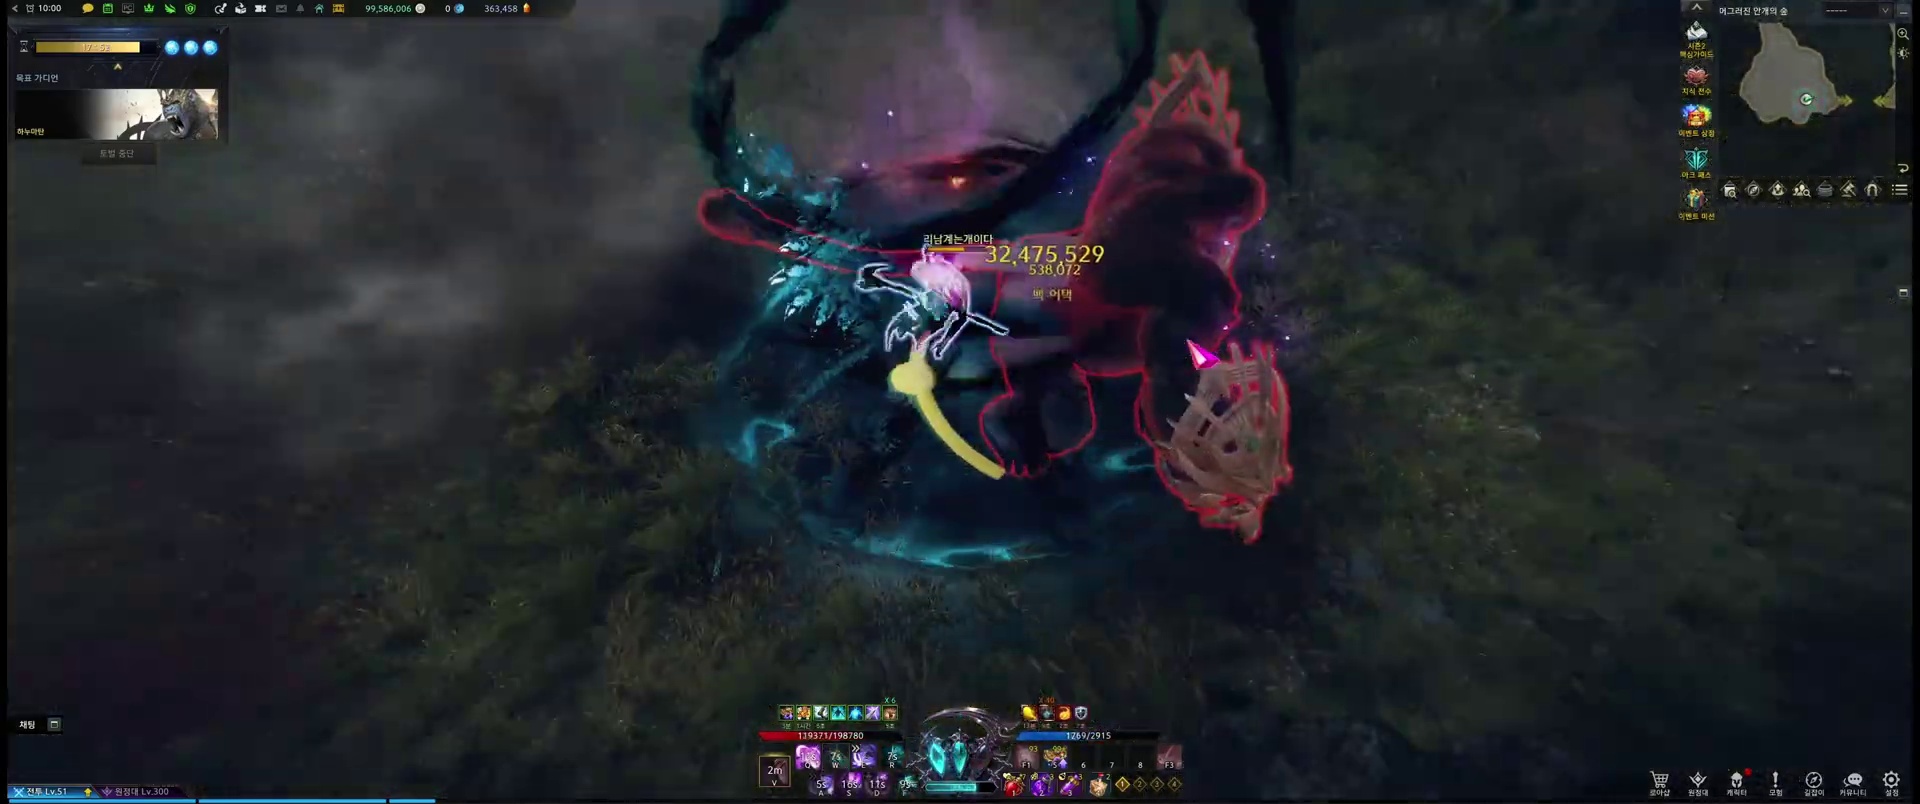 10:00
99,586,006
0
363,458
목표 가디언
하누마탄
토벌 중단
머그러진 안개의 숲
시즌2
핵심가이드
지식 전수
이벤트 상점
아크 패스
이벤트 미션
리남계는개이다
32,475,529
538,072
백 어택
채팅
X 6
119371/198780
1269/2915
2m
V
7s
W
7s
R
5s
A
16s
S
11s
D
9s
F
93
F1
5
6
7
8
F3
전투 Lv.51
원정대 Lv.300
로아샵
원정대
캐릭터
모험
길잡이
커뮤니티
설정